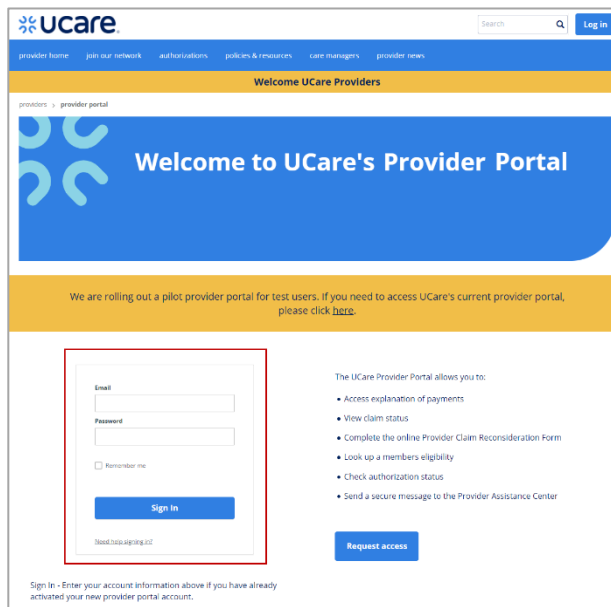 ucare.
Search
Log in
provider home join our network authorizations policies & resources care managers provider news
Welcome UCare Providers
providers > provider portal
Welcome to UCare's Provider Portal
We are rolling out a pilot provider portal for test users. If you need to access UCare's current provider portal,
please click here.
Email
Password
Remember me
Sign In
Need help signing in?
Sign In - Enter your account information above if you have already
activated your new provider portal account.
The UCare Provider Portal allows you to:
• Access explanation of payments
• View claim status
• Complete the online Provider Claim Reconsideration Form
• Look up a members eligibility
• Check authorization status
• Send a secure message to the Provider Assistance Center
Request access